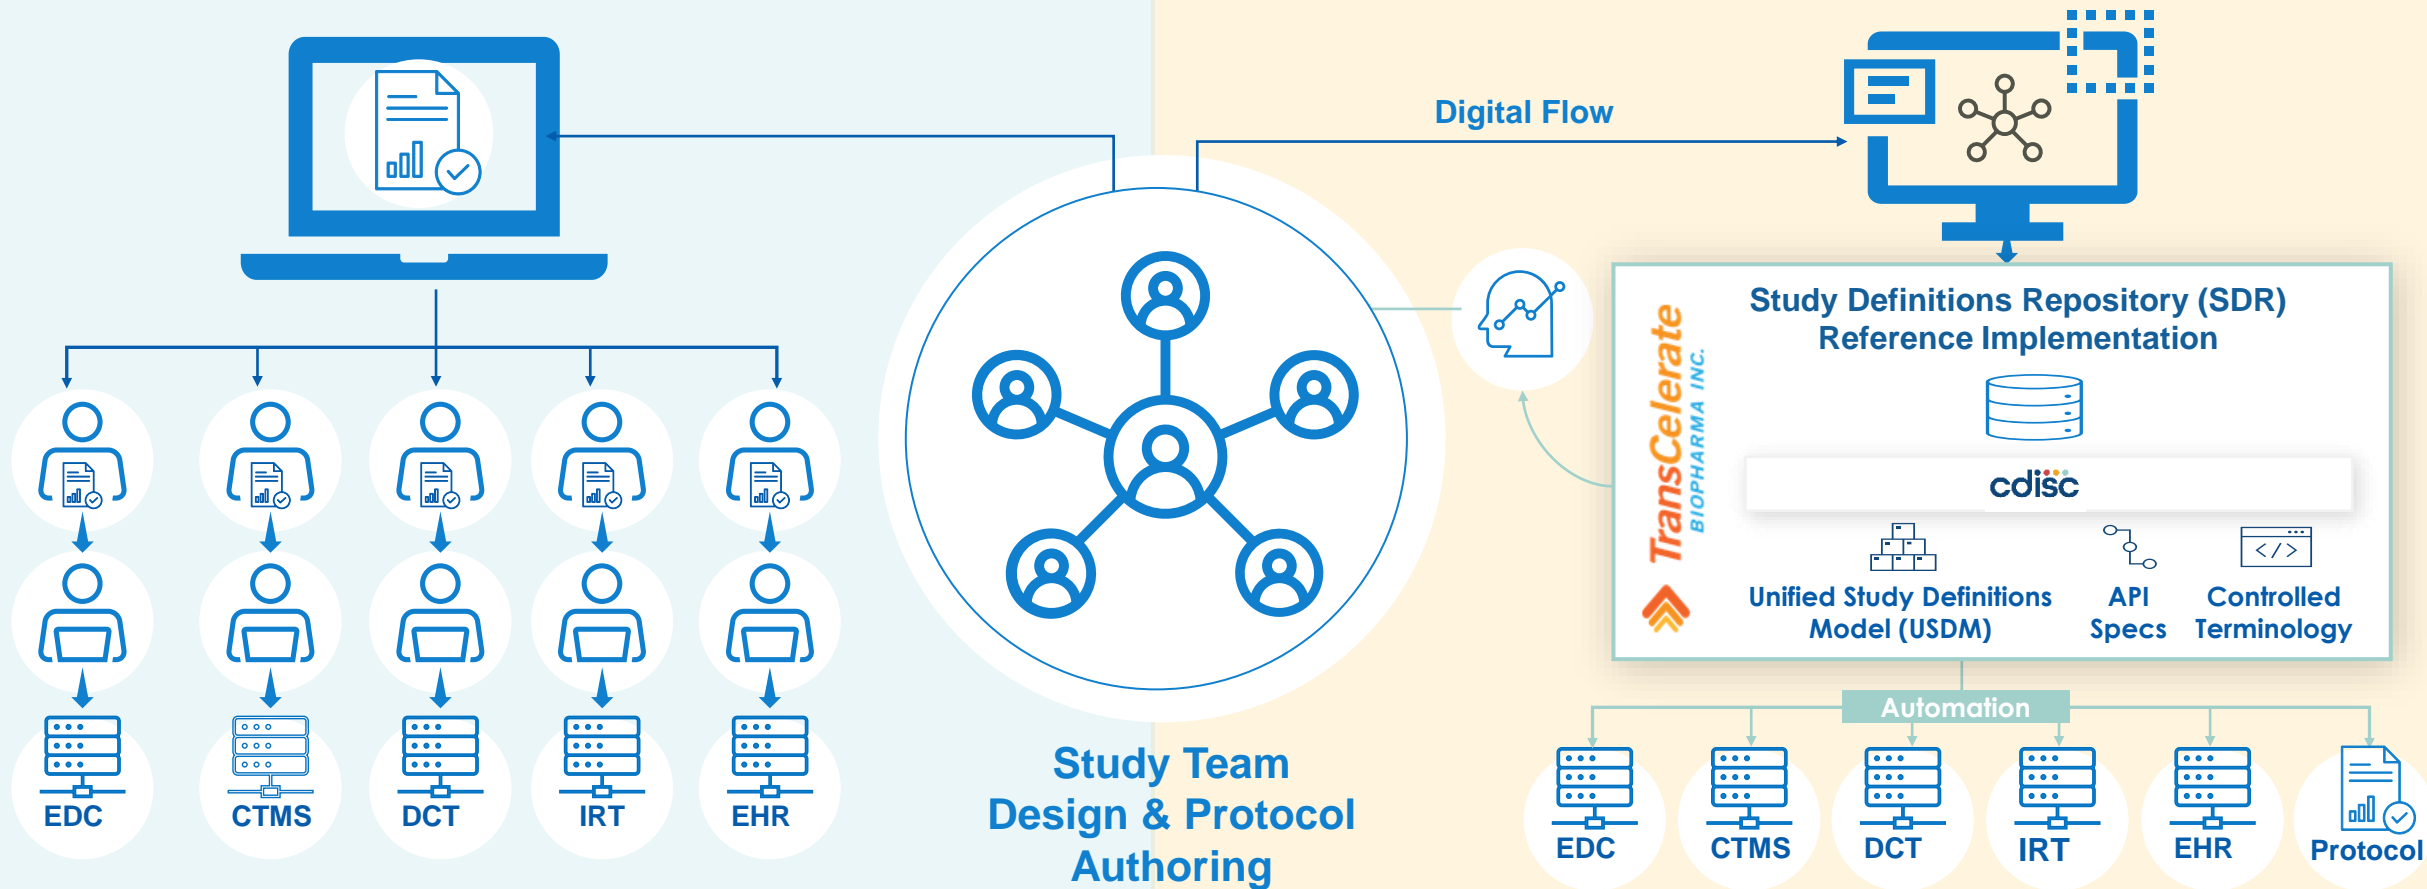 Digital Flow
Study Definitions Repository (SDR)
Reference Implementation
TransCelerate
BIOPHARMA INC.
cdisc
</>
Unified Study Definitions
Model (USDM)
API
Specs
Controlled
Terminology
Automation
EDC
CTMS
DCT
IRT
EHR
Study Team
Design & Protocol
Authoring
EDC
CTMS
DCT
IRT
EHR
Protocol